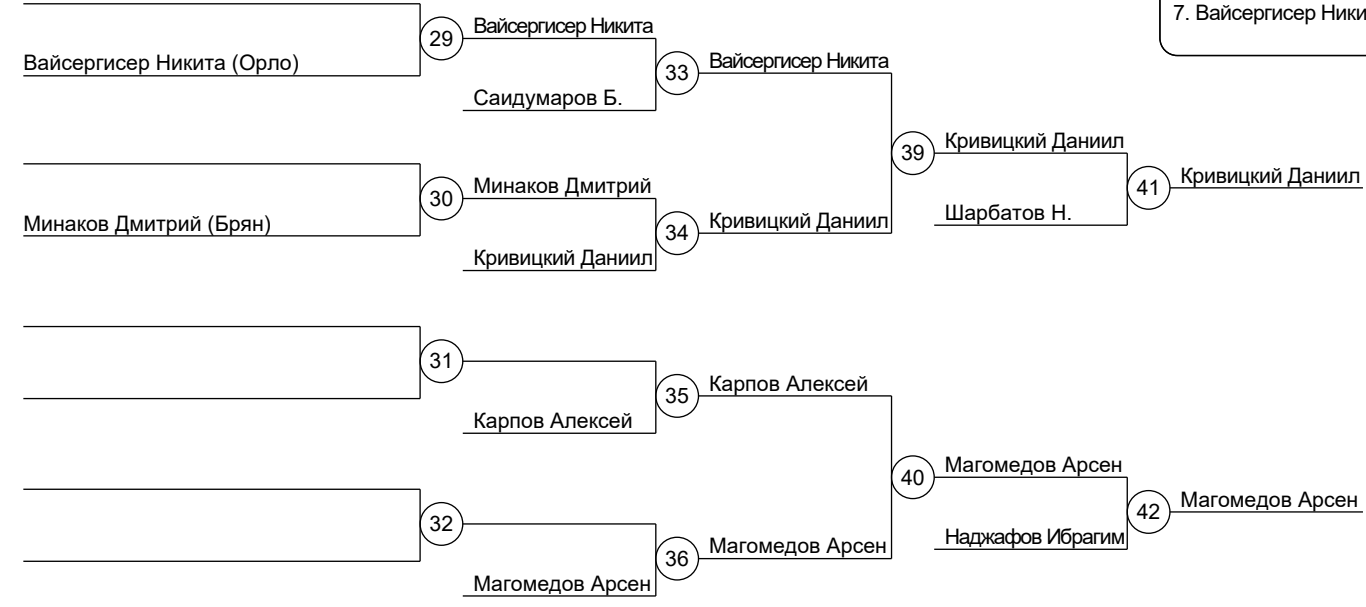 7. Вайсергисер Ники
29
Вайсергисер Никита
Вайсергисер Никита (Орло)
33
Вайсергисер Никита
Саидумаров Б.
39
Кривицкий Даниил
41
Кривицкий Даниил
30
Минаков Дмитрий
Шарбатов Н.
Минаков Дмитрий (Брян)
34
Кривицкий Даниил
Кривицкий Даниил
31
35
Карпов Алексей
Карпов Алексей
40
Магомедов Арсен
42
Магомедов Арсен
32
Наджафов Ибрагим
36
Магомедов Арсен
Магомедов Арсен